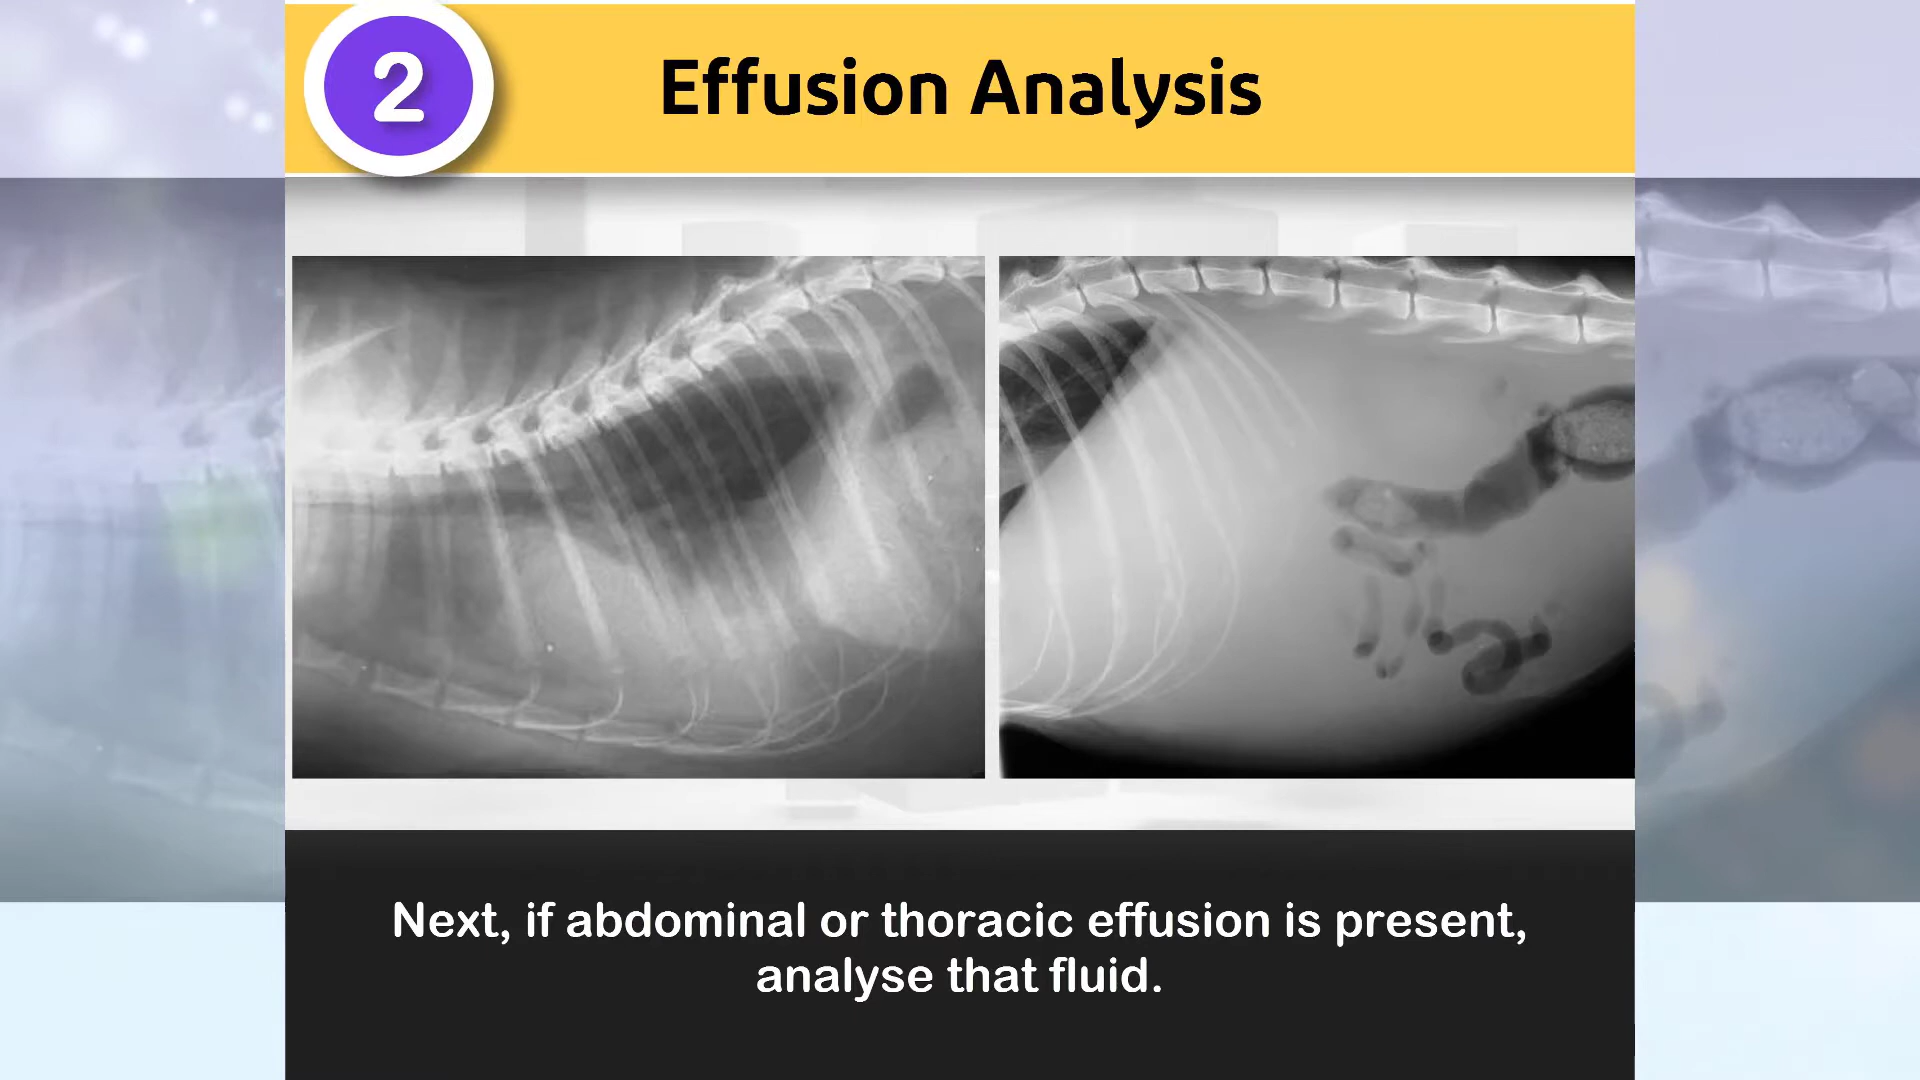 2
Effusion Analysis
Next, if abdominal or thoracic effusion is present,
analyse that fluid.